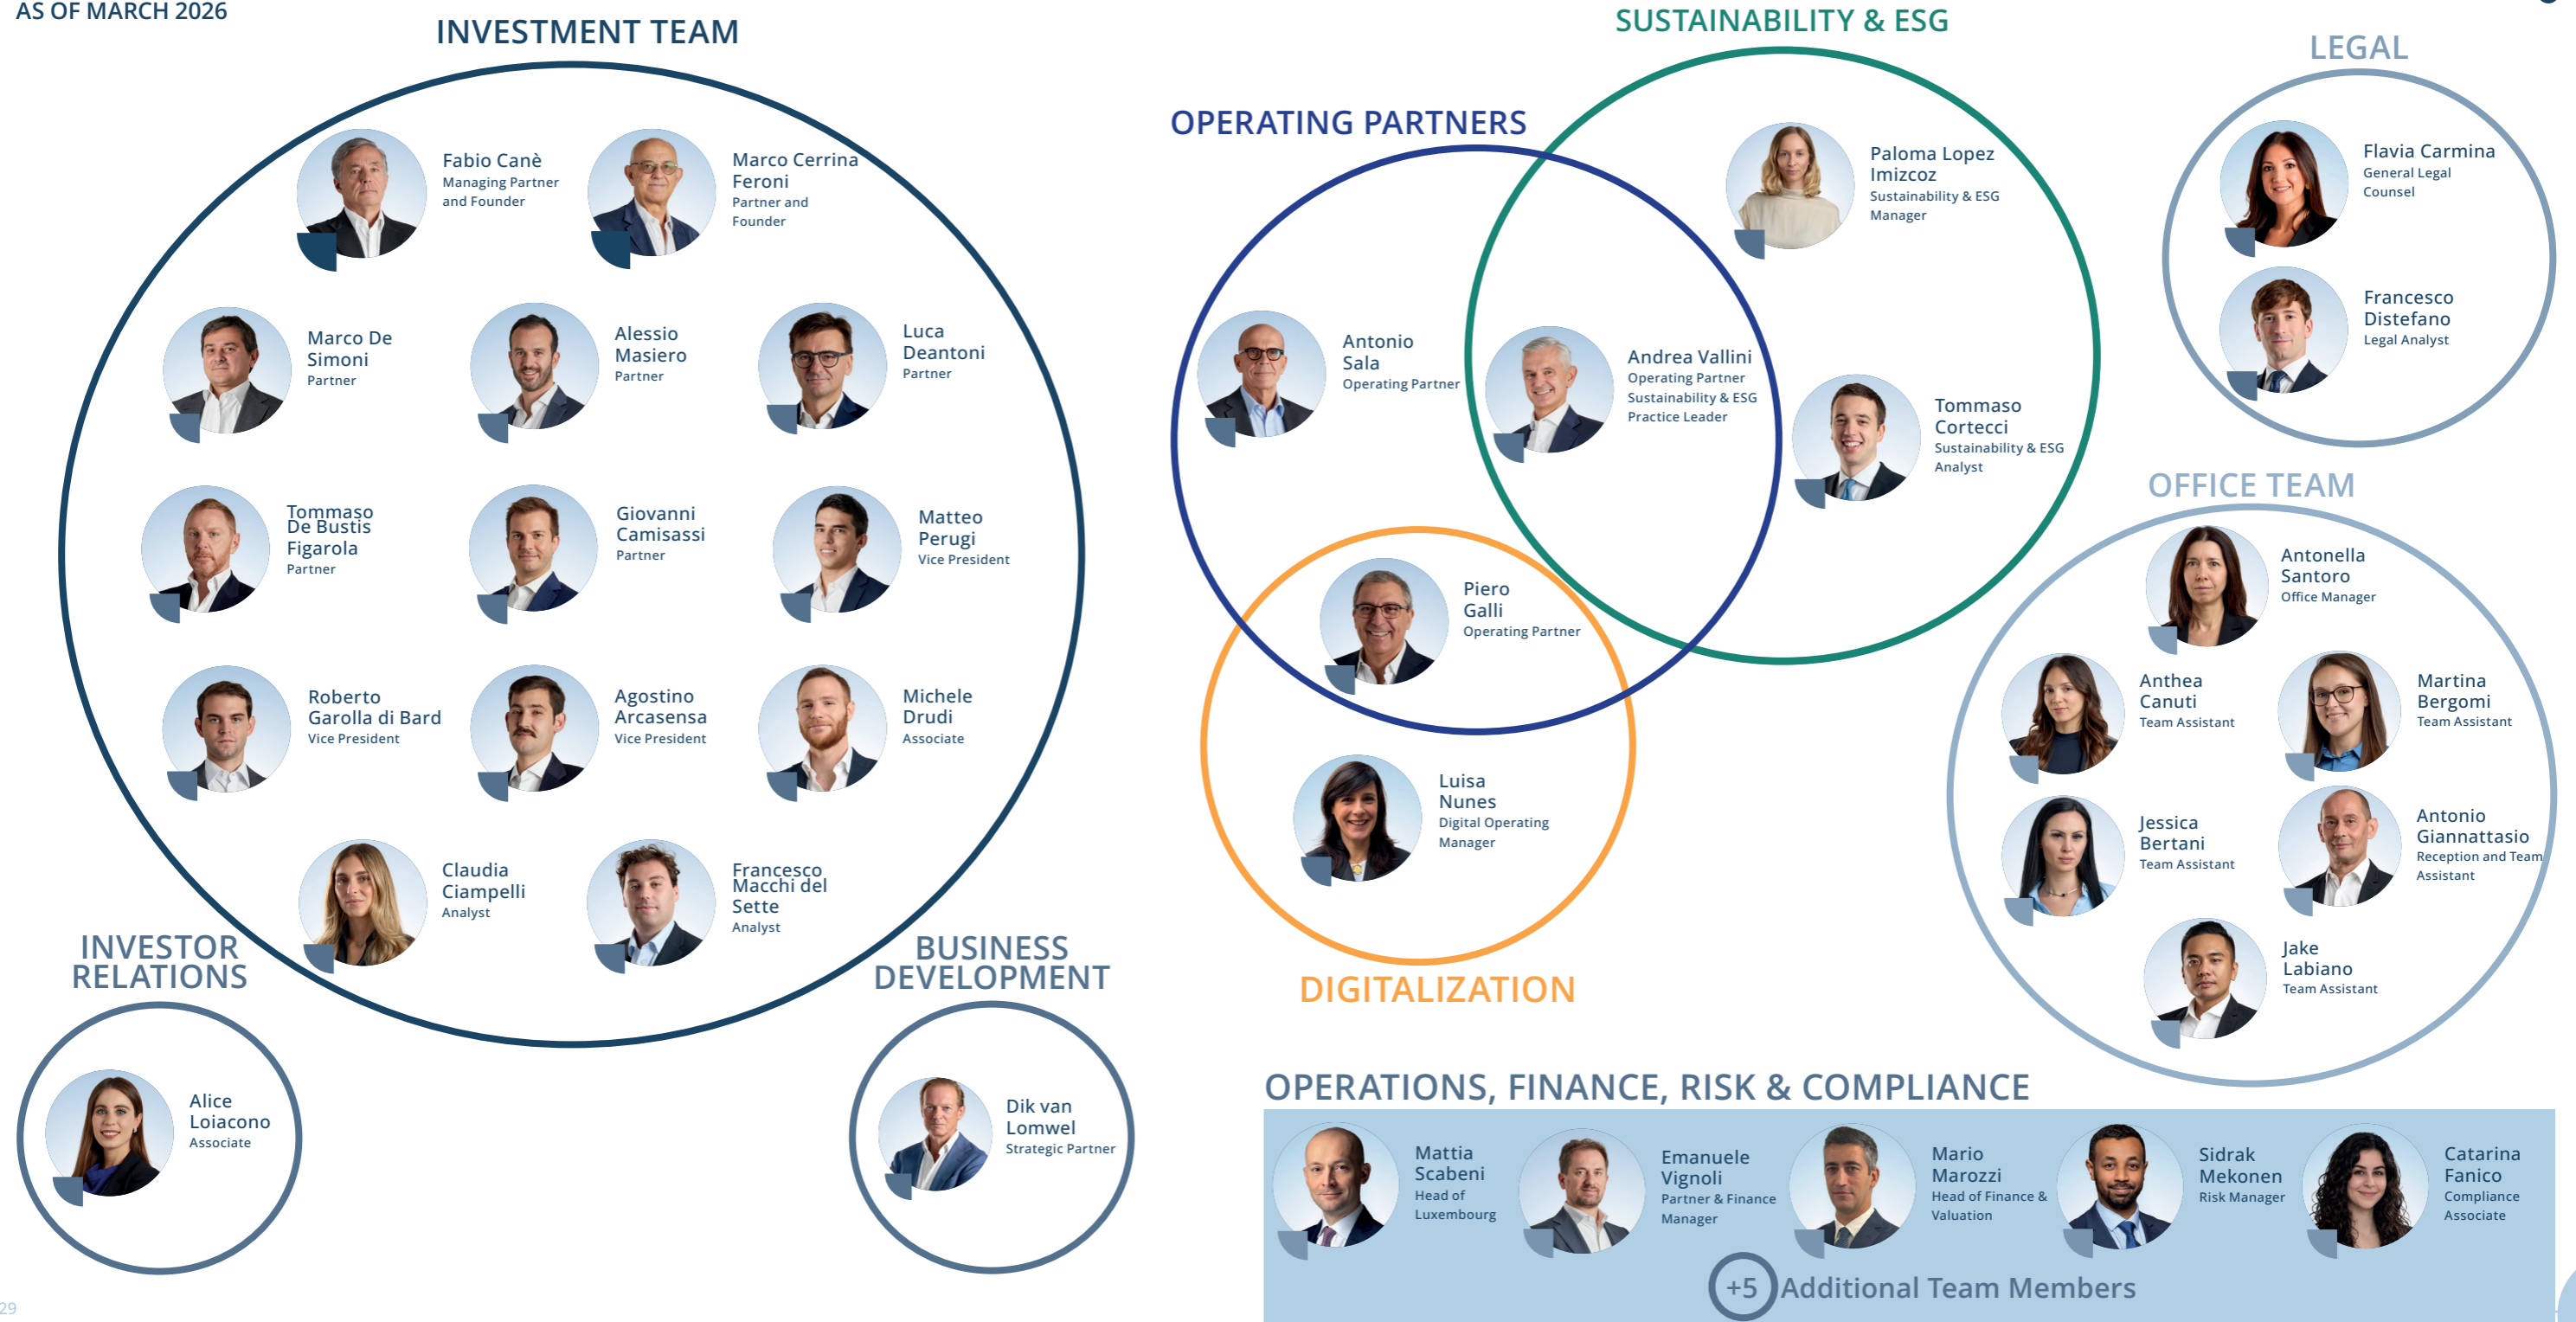 AS OF MARCH 2026
INVESTMENT TEAM
Fabio Canè
Managing Partner
and Founder
Marco Cerrina
Feroni
Partner and
Founder
Marco De
Simoni
Partner
Alessio
Masiero
Partner
Luca
Deantoni
Partner
Tommaso
De Bustis
Figarola
Partner
Giovanni
Camisassi
Partner
Matteo
Perugi
Vice President
Roberto
Garolla di Bard
Vice President
Agostino
Arcasensa
Vice President
Michele
Drudi
Associate
Claudia
Ciampelli
Analyst
Francesco
Macchi del
Sette
Analyst
INVESTOR
RELATIONS
Alice
Loiacono
Associate
BUSINESS
DEVELOPMENT
Dik van
Lomwel
Strategic Partner
OPERATING PARTNERS
Antonio
Sala
Operating Partner
Andrea Vallini
Operating Partner
Sustainability & ESG
Practice Leader
SUSTAINABILITY & ESG
Paloma Lopez
Imizcoz
Sustainability & ESG
Manager
Tommaso
Cortecci
Sustainability & ESG
Analyst
Piero
Galli
Operating Partner
Luisa
Nunes
Digital Operating
Manager
DIGITALIZATION
LEGAL
Flavia Carmina
General Legal
Counsel
Francesco
Distefano
Legal Analyst
OFFICE TEAM
Antonella
Santoro
Office Manager
Anthea
Canuti
Team Assistant
Martina
Bergomi
Team Assistant
Jessica
Bertani
Team Assistant
Antonio
Giannattasio
Reception and Team
Assistant
Jake
Labiano
Team Assistant
OPERATIONS, FINANCE, RISK & COMPLIANCE
Mattia
Scabeni
Head of
Luxembourg
Emanuele
Vignoli
Partner & Finance
Manager
Mario
Marozzi
Head of Finance &
Valuation
Sidrak
Mekonen
Risk Manager
Catarina
Fanico
Compliance
Associate
+5 Additional Team Members
29